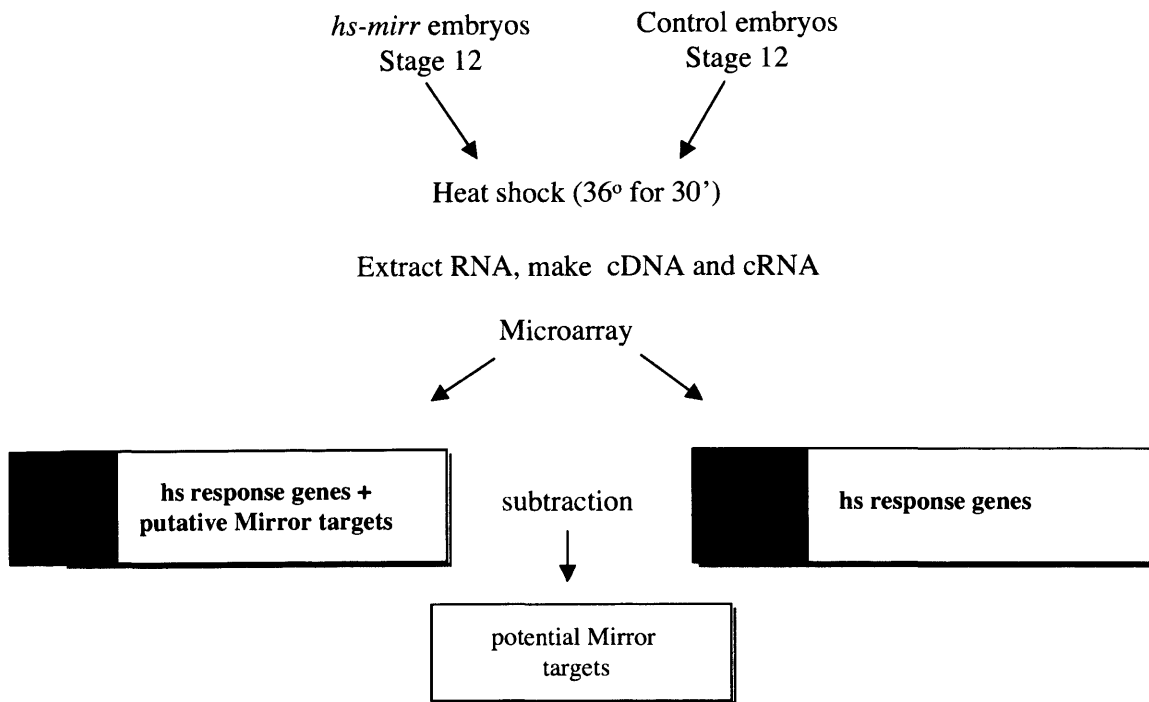 hs-mirr embryos
Stage 12
Control embryos
Stage 12
Heat shock (36º for 30’)
Extract RNA, make cDNA and cRNA
Microarray
hs response genes +
putative Mirror targets
subtraction
hs response genes
potential Mirror
targets